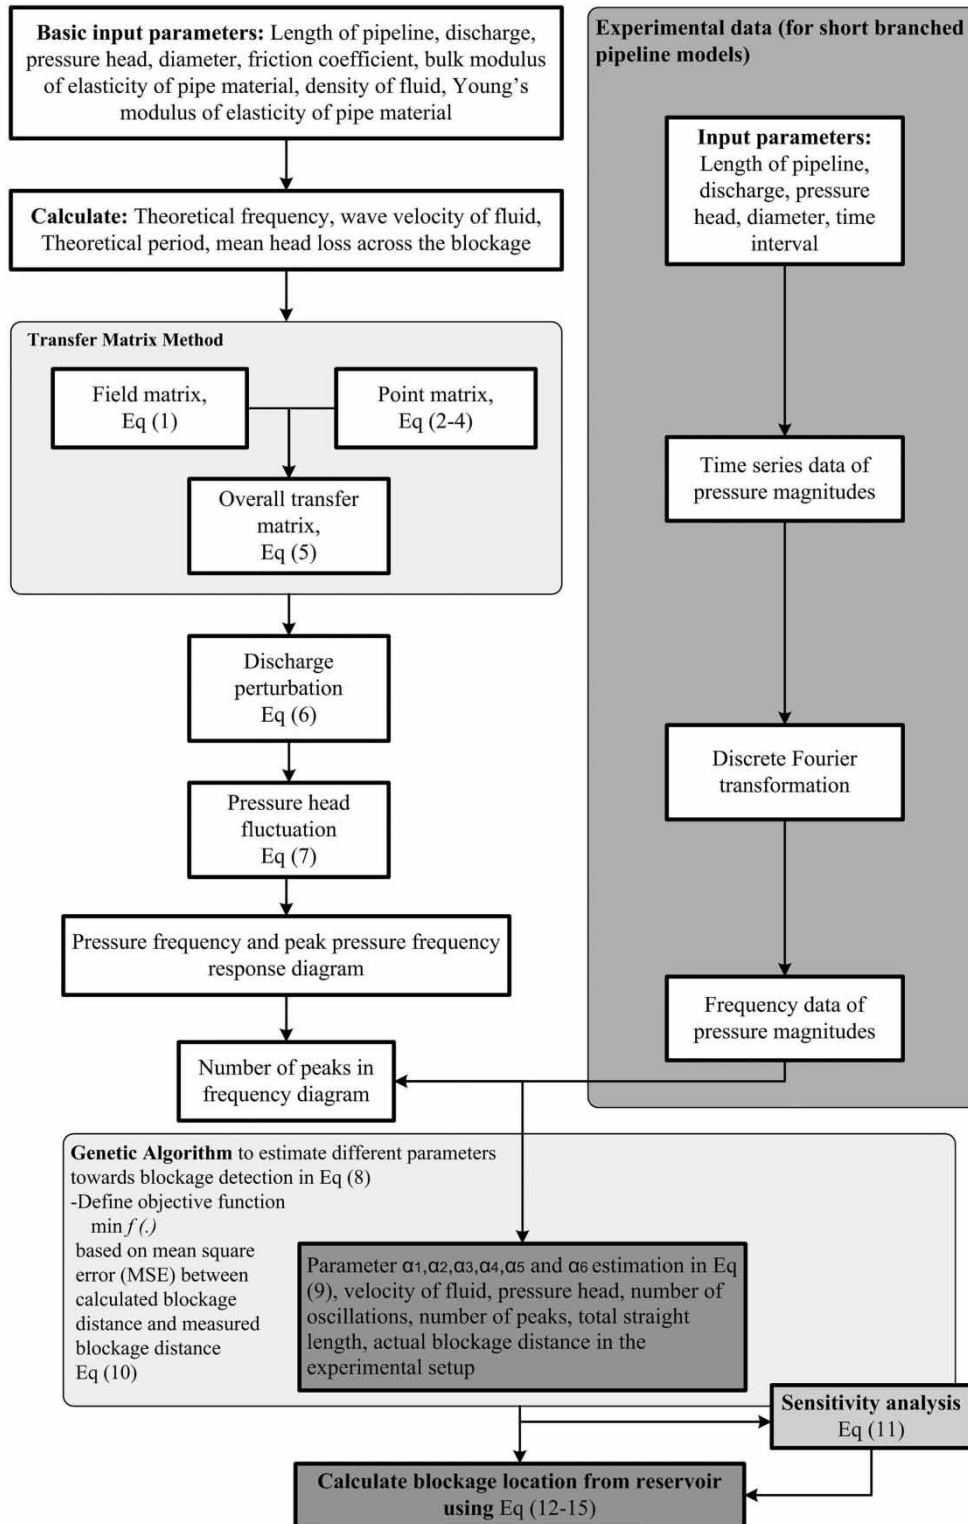 Basic input parameters: Length of pipeline, discharge,
pressure head, diameter, friction coefficient, bulk modulus
of elasticity of pipe material, density of fluid, Young's
modulus of elasticity of pipe material
Calculate: Theoretical frequency, wave velocity of fluid,
Theoretical period, mean head loss across the blockage
Transfer Matrix Method
Field matrix,
Eq (1)
Point matrix,
Eq (2-4)
Overall transfer
matrix,
Eq (5)
Discharge
perturbation
Eq (6)
Pressure head
fluctuation
Eq (7)
Pressure frequency and peak pressure frequency
response diagram
Number of peaks in
frequency diagram
Experimental data (for short branched
pipeline models)
Input parameters:
Length of pipeline,
discharge, pressure
head, diameter, time
interval
Time series data of
pressure magnitudes
Discrete Fourier
transformation
Frequency data of
pressure magnitudes
Genetic Algorithm to estimate different parameters
towards blockage detection in Eq (8)
-Define objective function
min f (.)
based on mean square
error (MSE) between
calculated blockage
distance and measured
blockage distance
Eq (10)
Parameter α₁,α₂,α₃,α₄,α₅ and α₆ estimation in Eq
(9), velocity of fluid, pressure head, number of
oscillations, number of peaks, total straight
length, actual blockage distance in the
experimental setup
Sensitivity analysis
Eq (11)
Calculate blockage location from reservoir
using Eq (12-15)